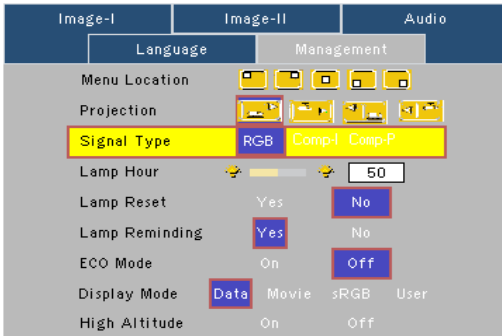 Image-I Image-II Audio
Language Management
Menu Location
Projection
Signal Type RGB Comp-I Comp-P
Lamp Hour 50
Lamp Reset Yes No
Lamp Reminding Yes No
ECO Mode On Off
Display Mode Data Movie sRGB User
High Altitude On Off